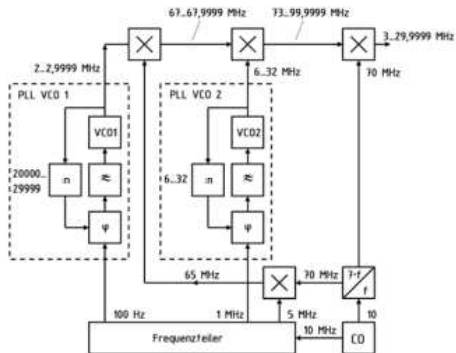 67...67,9999 MHz
73...99,9999 MHz
3...29,9999 MHz
2...2,9999 MHz
6...32 MHz
70 MHz
PLL VCO 1
PLL VCO 2
VCO1
VCO2
:n
20000...
29999
:n
6...32
φ
φ
65 MHz
70 MHz
7·f
f
100 Hz
1 MHz
5 MHz
10
Frequenzteiler
10 MHz
CO